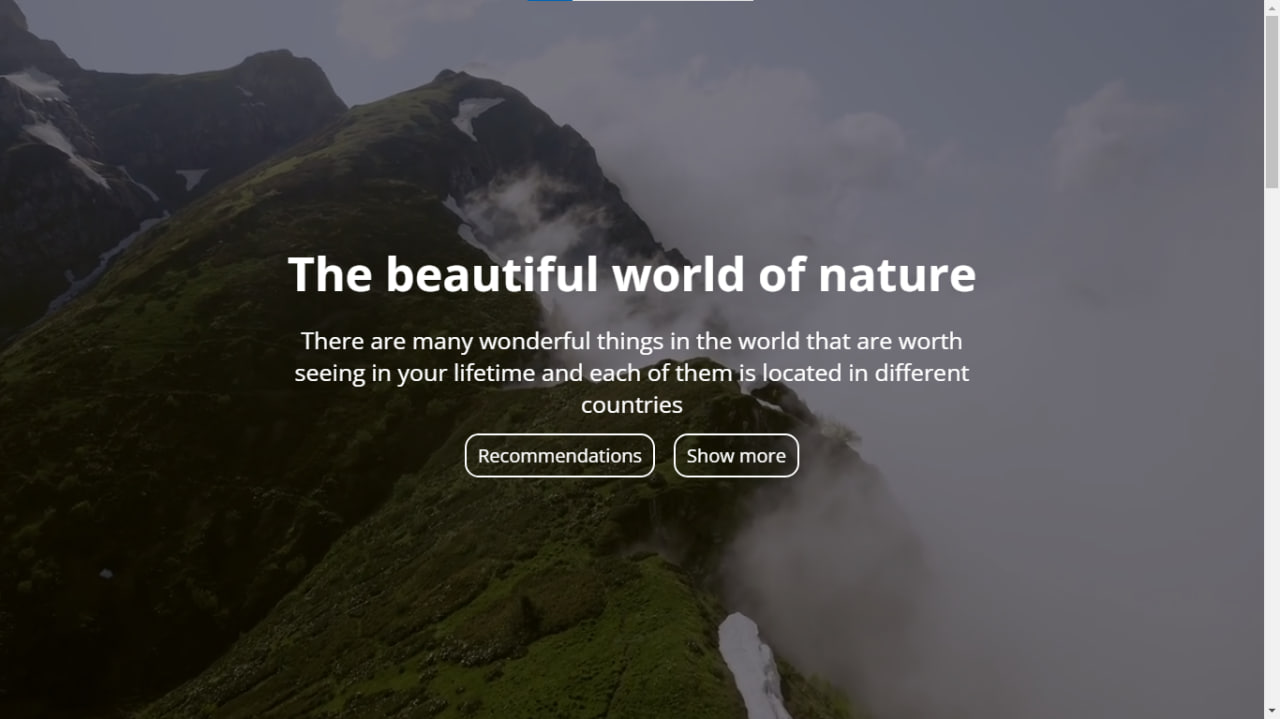 The beautiful world of nature
There are many wonderful things in the world that are worth
seeing in your lifetime and each of them is located in different
countries
Recommendations
Show more